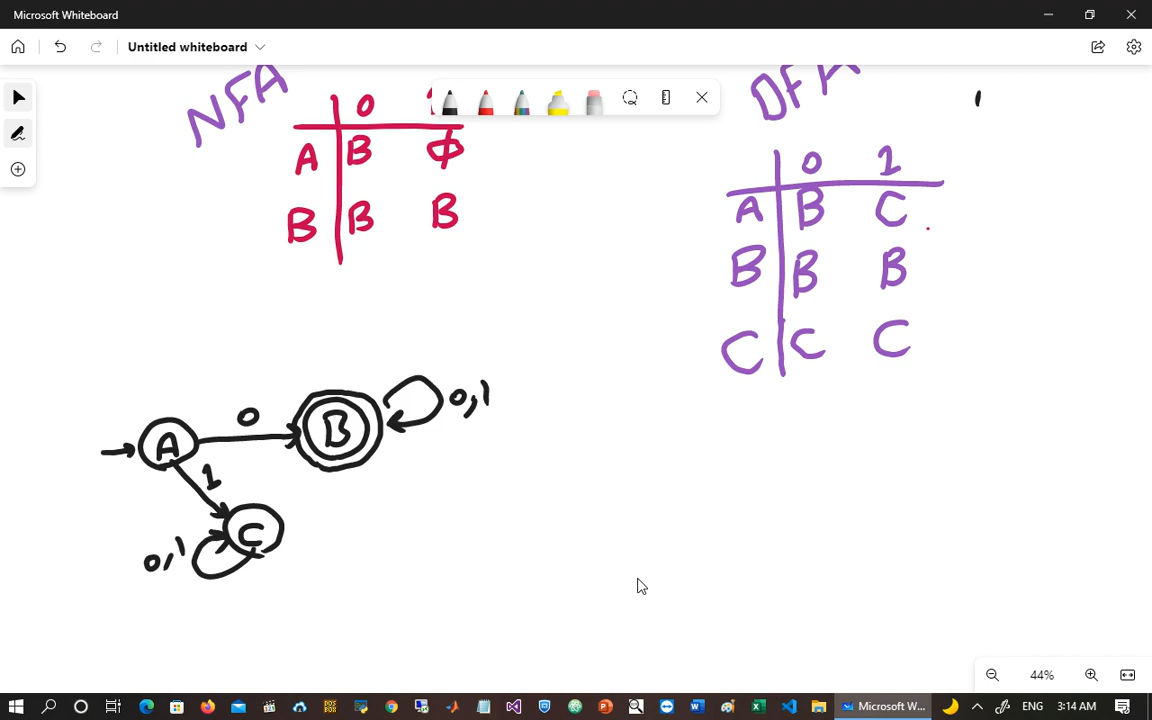 Microsoft Whiteboard
Untitled whiteboard
NFA
0
A B ϕ
B B B
DFA
0 1
A B C
B B B
C C C
A
0
B
0,1
1
C
0,1
44%
Microsoft W...
ENG
3:14 AM